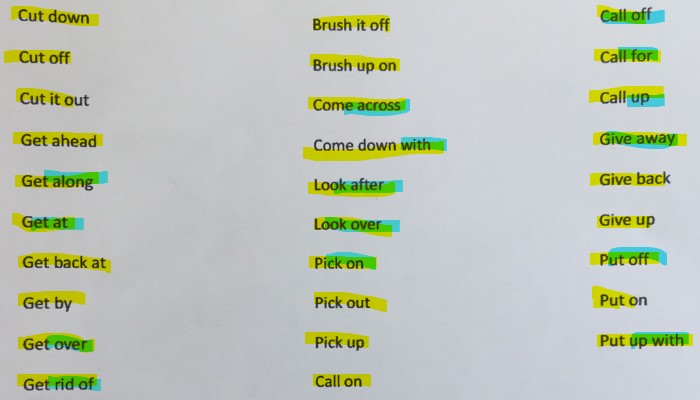 Cut down
Cut off
Cut it out
Get ahead
Get along
Get at
Get back at
Get by
Get over
Get rid of
Brush it off
Brush up on
Come across
Come down with
Look after
Look over
Pick on
Pick out
Pick up
Call on
Call off
Call for
Call up
Give away
Give back
Give up
Put off
Put on
Put up with